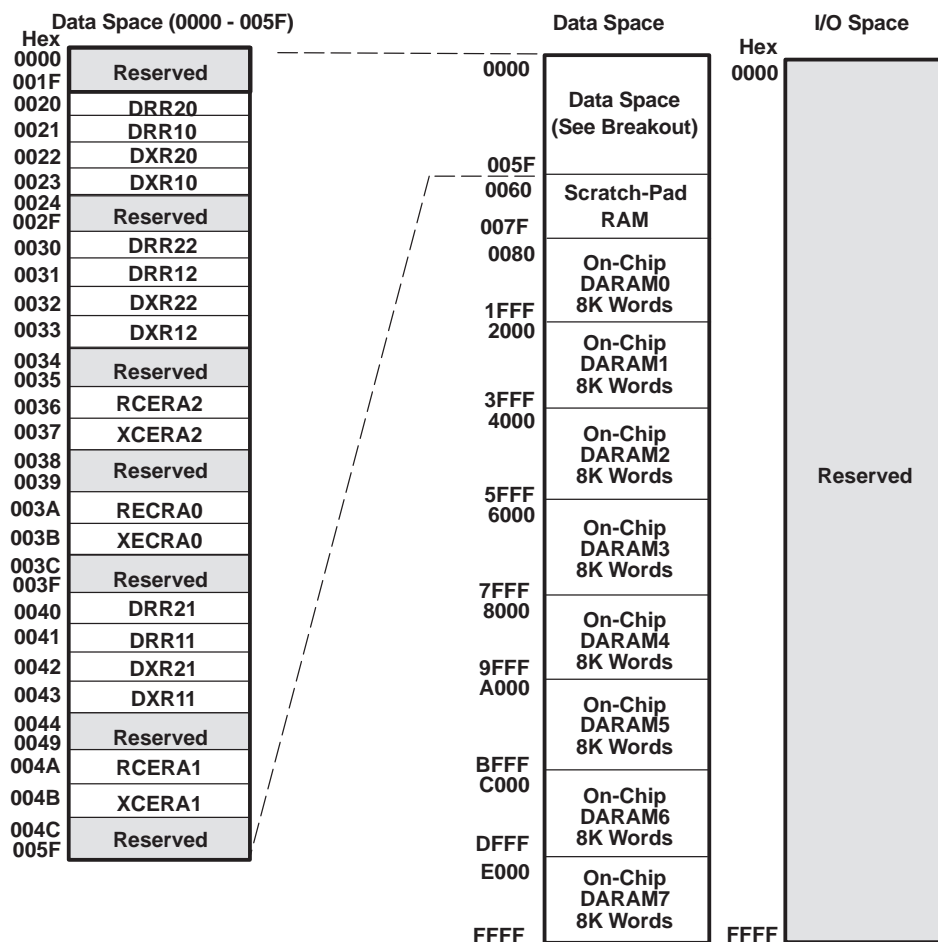 Data Space (0000 - 005F)
Hex
0000
001F
Reserved
0020
DRR20
0021
DRR10
0022
DXR20
0023
DXR10
0024
002F
Reserved
0030
DRR22
0031
DRR12
0032
DXR22
0033
DXR12
0034
0035
Reserved
0036
RCERA2
0037
XCERA2
0038
0039
Reserved
003A
RECRA0
003B
XECRA0
003C
003F
Reserved
0040
DRR21
0041
DRR11
0042
DXR21
0043
DXR11
0044
0049
Reserved
004A
RCERA1
004B
XCERA1
004C
005F
Reserved
Data Space
0000
Data Space
(See Breakout)
005F
0060
Scratch-Pad
RAM
007F
0080
On-Chip
DARAM0
8K Words
1FFF
2000
On-Chip
DARAM1
8K Words
3FFF
4000
On-Chip
DARAM2
8K Words
5FFF
6000
On-Chip
DARAM3
8K Words
7FFF
8000
On-Chip
DARAM4
8K Words
9FFF
A000
On-Chip
DARAM5
8K Words
BFFF
C000
On-Chip
DARAM6
8K Words
DFFF
E000
On-Chip
DARAM7
8K Words
FFFF
I/O Space
Hex
0000
Reserved
FFFF